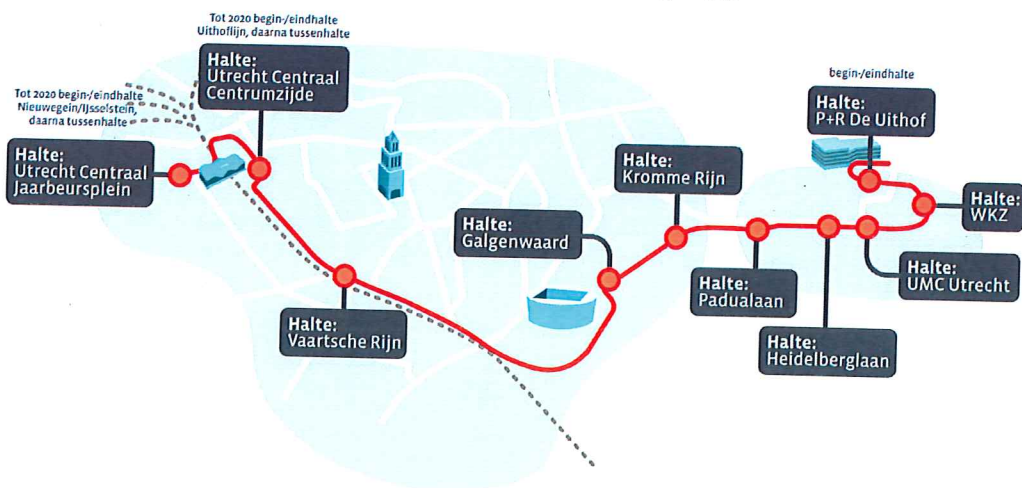 Tot 2020 begin-/eindhalte
Uithoflijn, daarna tussenhalte
Halte:
Utrecht Centraal
Centrumzijde
Tot 2020 begin-/eindhalte
Nieuwegein/IJsselstein,
daarna tussenhalte
Halte:
Utrecht Centraal
Jaarbeursplein
Halte:
Vaartsche Rijn
Halte:
Galgenwaard
Halte:
Kromme Rijn
Halte:
Padualaan
Halte:
Heidelberglaan
Halte:
UMC Utrecht
Halte:
WKZ
begin-/eindhalte
Halte:
P+R De Uithof